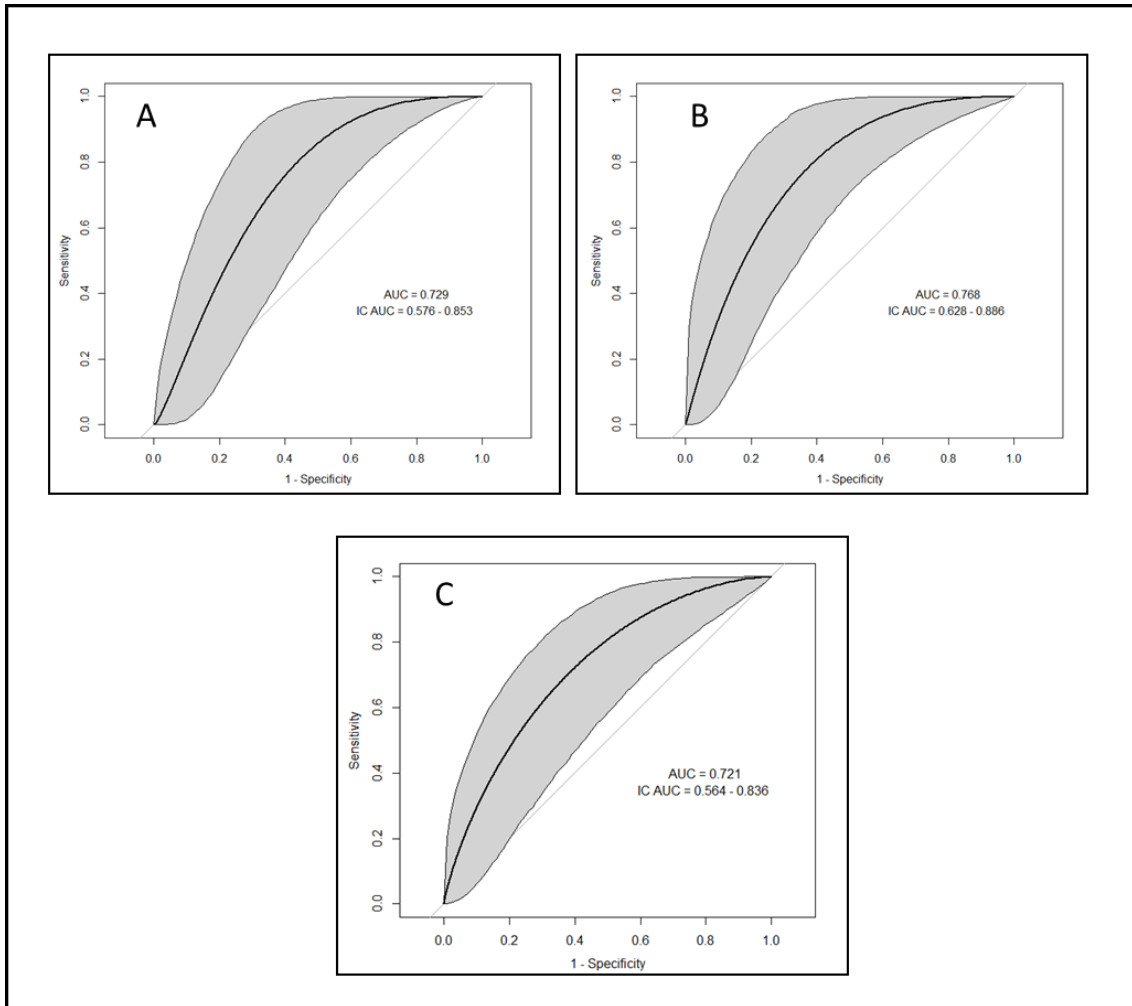 A
1.0
0.8
0.6
0.4
0.2
0.0
Sensitivity
AUC = 0.729
IC AUC = 0.576 - 0.853
0.0 0.2 0.4 0.6 0.8 1.0
1 - Specificity
B
1.0
0.8
0.6
0.4
0.2
0.0
Sensitivity
AUC = 0.768
IC AUC = 0.628 - 0.886
0.0 0.2 0.4 0.6 0.8 1.0
1 - Specificity
C
1.0
0.8
0.6
0.4
0.2
0.0
Sensitivity
AUC = 0.721
IC AUC = 0.564 - 0.836
0.0 0.2 0.4 0.6 0.8 1.0
1 - Specificity